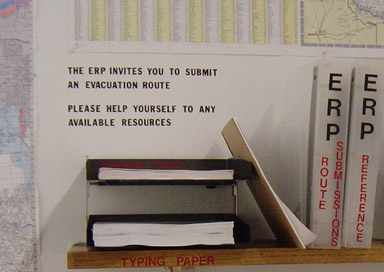 THE ERP INVITES YOU TO SUBMIT
AN EVACUATION ROUTE
PLEASE HELP YOURSELF TO ANY
AVAILABLE RESOURCES
TYPING PAPER
ERP
ROUTE
SUBMISSIONS
ERP
REFERENCE